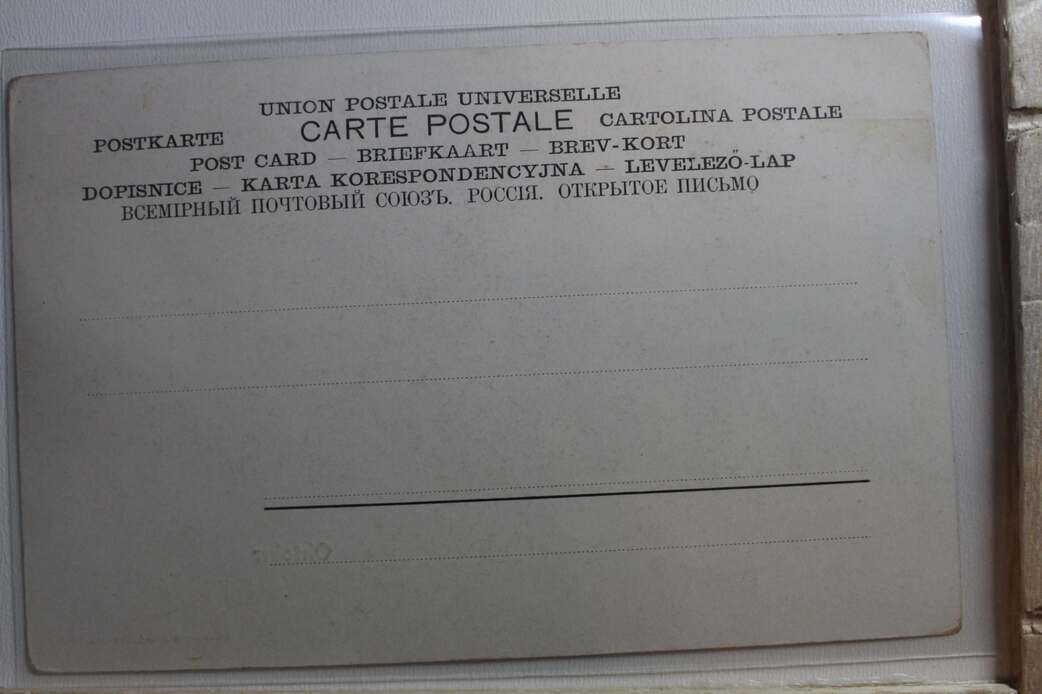 UNION POSTALE UNIVERSELLE
POSTKARTE CARTE POSTALE CARTOLINA POSTALE
POST CARD — BRIEFKAART — BREV-KORT
DOPISNICE — KARTA KORESPONDENCYJNA — LEVELEZŐ-LAP
ВСЕМІРНЫЙ ПОЧТОВЫЙ СОЮЗЪ. РОССІЯ. ОТКРЫТОЕ ПИСЬМО